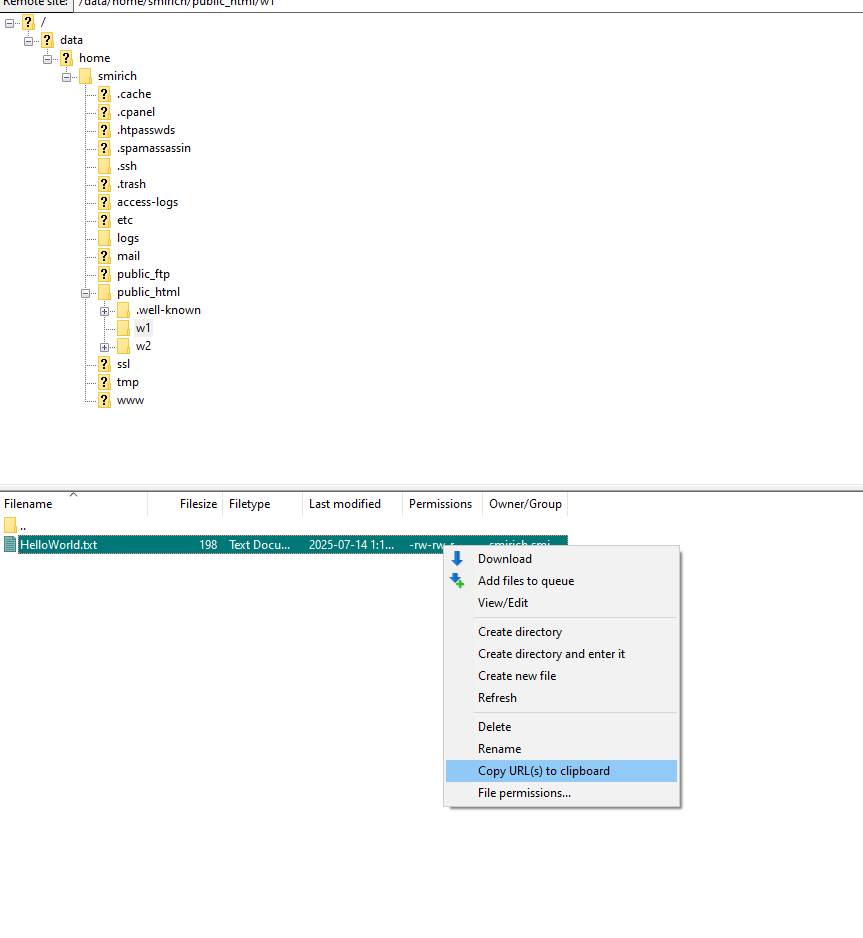 Remote site: /data/home/smirich/public_html/w1
/
data
home
smirich
.cache
.cpanel
.htpasswds
.spamassassin
.ssh
.trash
access-logs
etc
logs
mail
public_ftp
public_html
.well-known
w1
w2
ssl
tmp
www
Filename Filesize Filetype Last modified Permissions Owner/Group
..
HelloWorld.txt 198 Text Docu... 2025-07-14 1:1... -rw-rw-r-- smirich smi...
Download
Add files to queue
View/Edit
Create directory
Create directory and enter it
Create new file
Refresh
Delete
Rename
Copy URL(s) to clipboard
File permissions...